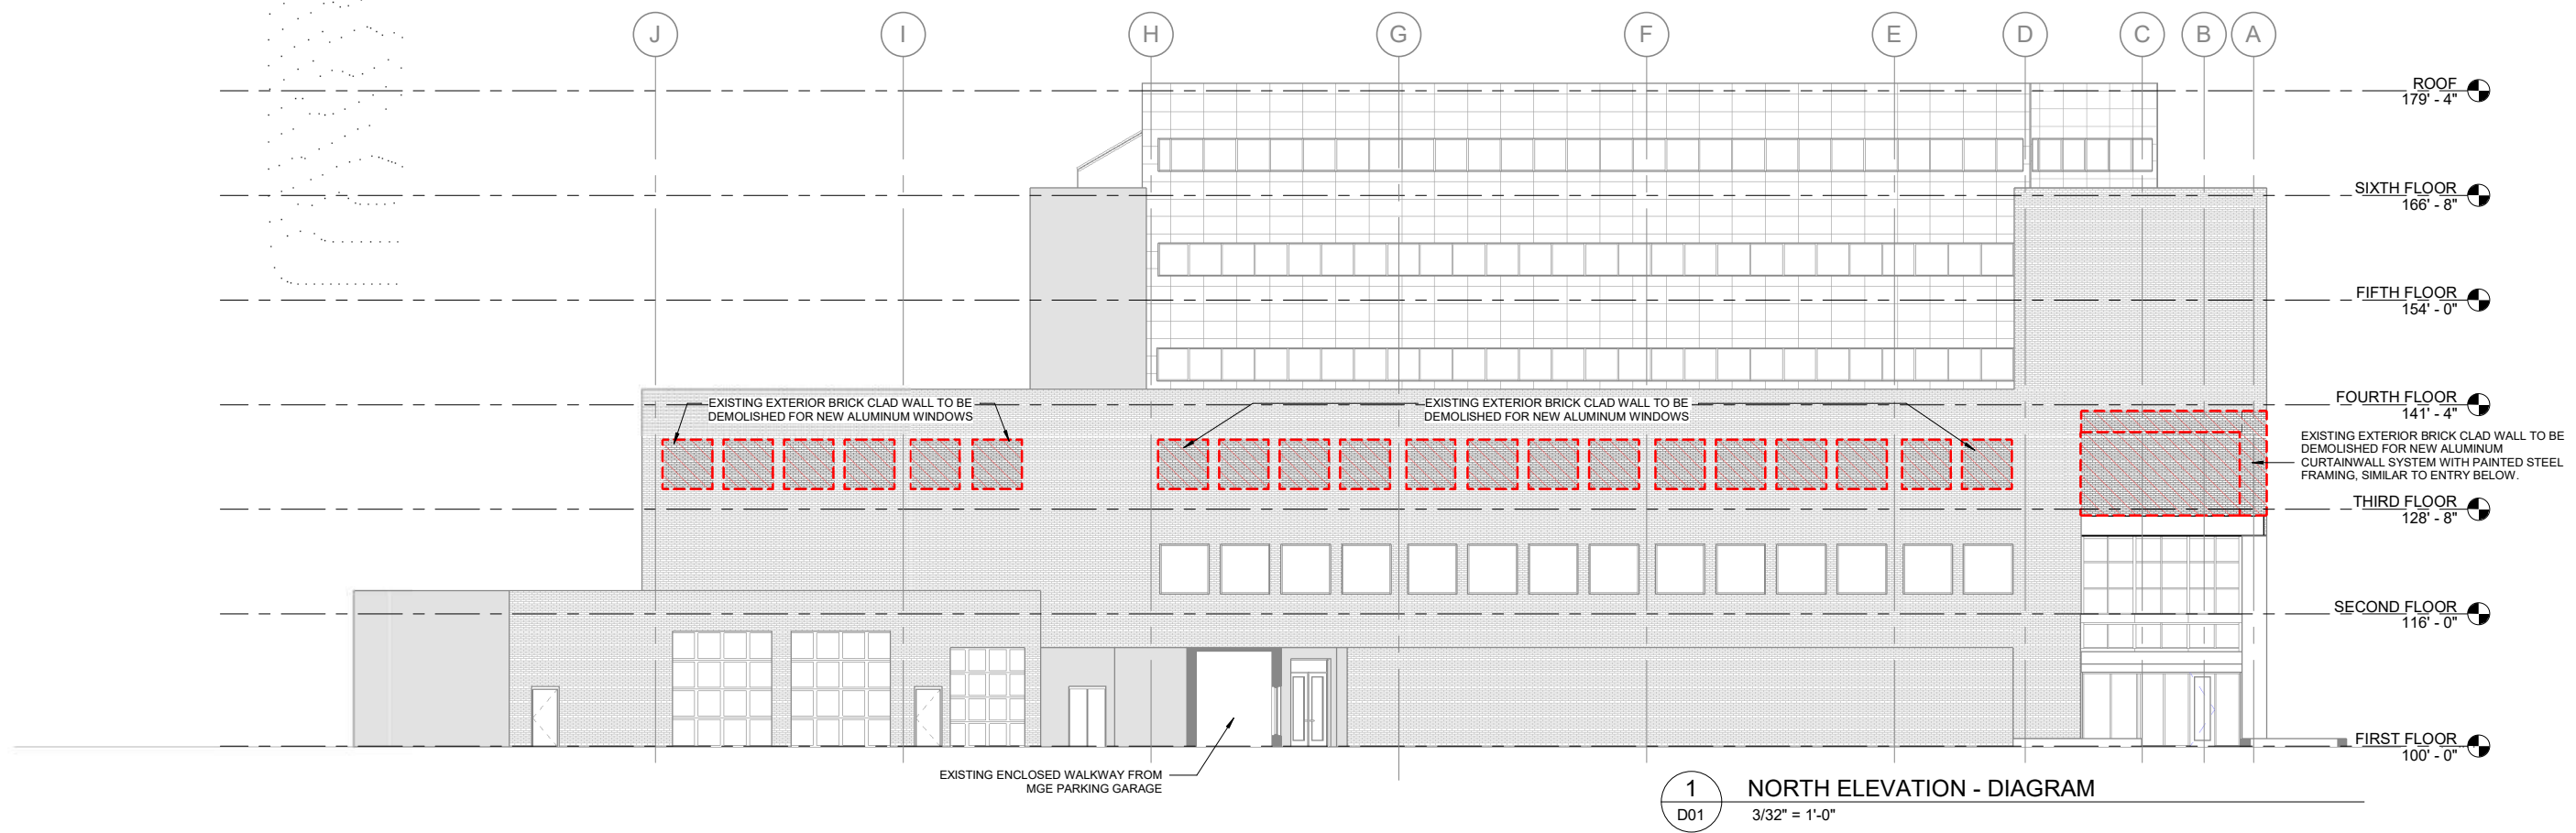 J I H G F E D C B A
ROOF
179' - 4"
SIXTH FLOOR
166' - 8"
FIFTH FLOOR
154' - 0"
FOURTH FLOOR
141' - 4"
EXISTING EXTERIOR BRICK CLAD WALL TO BE
DEMOLISHED FOR NEW ALUMINUM WINDOWS
EXISTING EXTERIOR BRICK CLAD WALL TO BE
DEMOLISHED FOR NEW ALUMINUM WINDOWS
EXISTING EXTERIOR BRICK CLAD WALL TO BE
DEMOLISHED FOR NEW ALUMINUM
CURTAINWALL SYSTEM WITH PAINTED STEEL
FRAMING, SIMILAR TO ENTRY BELOW.
THIRD FLOOR
128' - 8"
SECOND FLOOR
116' - 0"
FIRST FLOOR
100' - 0"
EXISTING ENCLOSED WALKWAY FROM
MGE PARKING GARAGE
1
D01
NORTH ELEVATION - DIAGRAM
3/32" = 1'-0"